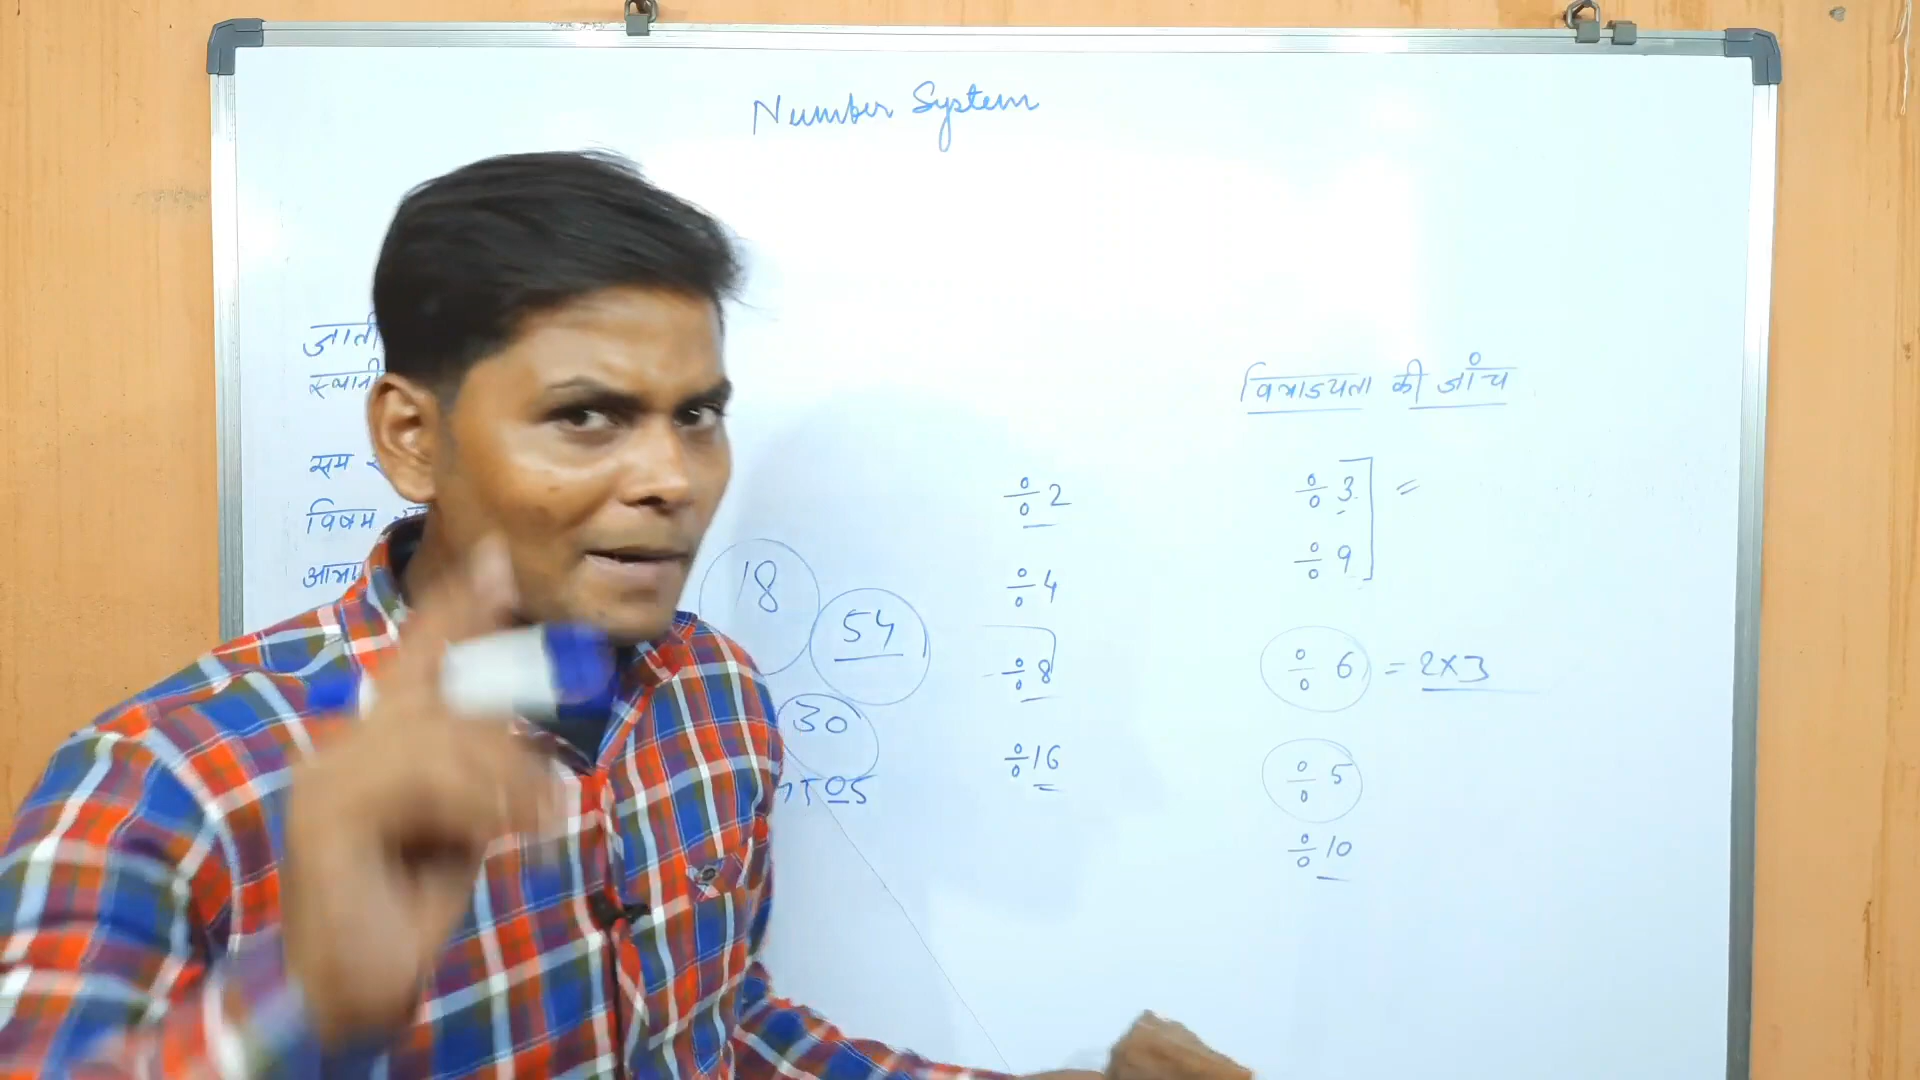 Number System
जाती
स्थानी
सम
विषम
18
54
30
÷ 2
÷ 4
÷ 8
÷ 16
विभाज्यता की जाँच
÷ 3 =
÷ 9
÷ 6 = 2×3
÷ 5
÷ 10